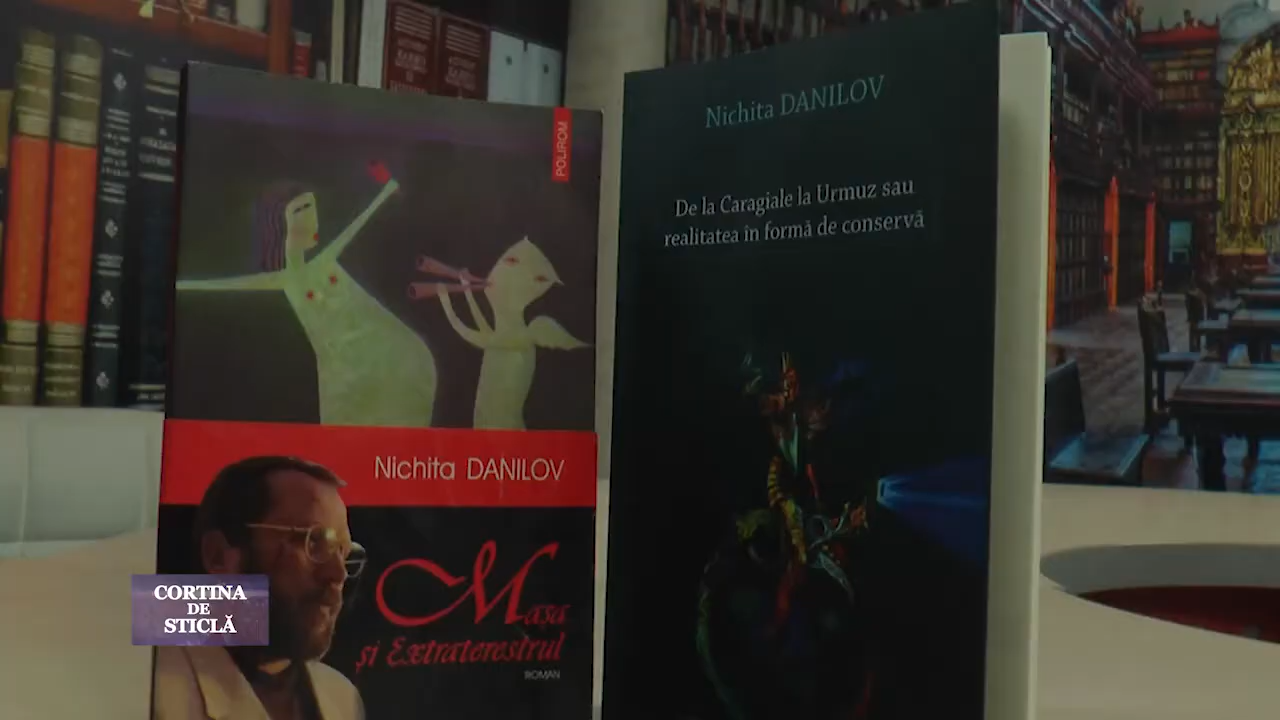 POLIROM
Nichita DANILOV
Mașa
și Extraterestrul
ROMAN
Nichita DANILOV
De la Caragiale la Urmuz sau
realitatea în formă de conservă
CORTINA
DE
STICLĂ